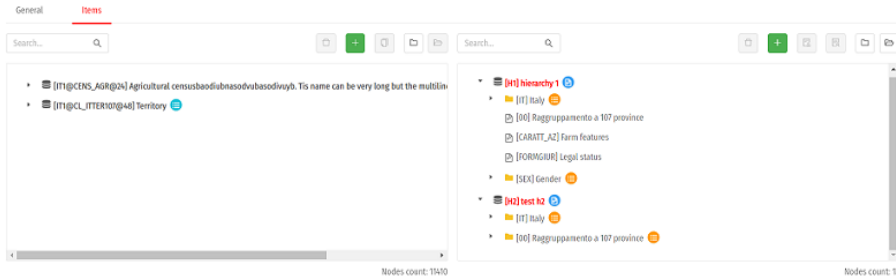 General Items
Search...
Search...
[IT1@CENS_AGR@24] Agricultural censusbaodiubnasodvubasodivuyb. Tis name can be very long but the multilin
[IT1@CL_ITTER107@48] Territory
Nodes count: 11410
[H1] hierarchy 1
[IT] Italy
[00] Raggruppamento a 107 province
[CARATT_AZ] Farm features
[FORMGIUR] Legal status
[SEX] Gender
[H2] test h2
[IT] Italy
[00] Raggruppamento a 107 province
Nodes count: 1